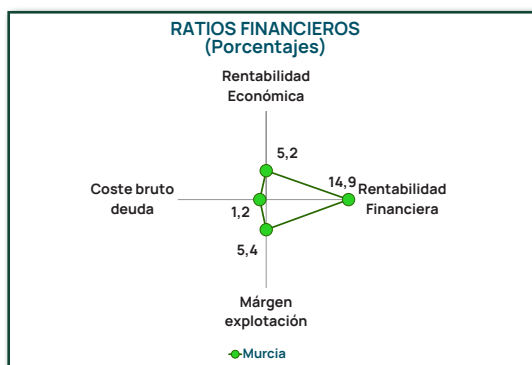 RATIOS FINANCIEROS
(Porcentajes)
Rentabilidad
Económica
5,2
14,9
Rentabilidad
Financiera
Coste bruto
deuda
1,2
5,4
Márgen
explotación
Murcia